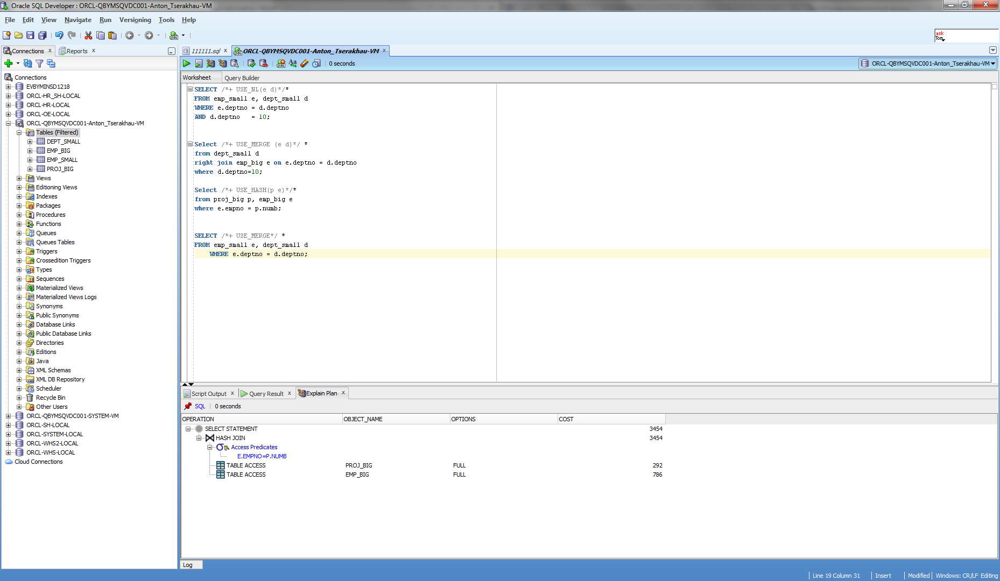 Oracle SQL Developer : ORCL-QBYMSQVDC001-Anton_Tserakhau-VM
File Edit View Navigate Run Versioning Tools Help
ask
Tom
Connections x Reports x
111111.sql x ORCL-QBYMSQVDC001-Anton_Tserakhau-VM x
0 seconds
ORCL-QBYMSQVDC001-Anton_Tserakhau-VM
Worksheet Query Builder
Connections
EVBYMINSD1218
ORCL-HR_SH-LOCAL
ORCL-HR-LOCAL
ORCL-OE-LOCAL
ORCL-QBYMSQVDC001-Anton_Tserakhau-VM
Tables (Filtered)
DEPT_SMALL
EMP_BIG
EMP_SMALL
PROJ_BIG
Views
Editioning Views
Indexes
Packages
Procedures
Functions
Queues
Queues Tables
Triggers
Crossedition Triggers
Types
Sequences
Materialized Views
Materialized Views Logs
Synonyms
Public Synonyms
Database Links
Public Database Links
Directories
Editions
Java
XML Schemas
XML DB Repository
Scheduler
Recycle Bin
Other Users
ORCL-QBYMSQVDC001-SYSTEM-VM
ORCL-SH-LOCAL
ORCL-SYSTEM-LOCAL
ORCL-WHS2-LOCAL
ORCL-WHS-LOCAL
Cloud Connections
SELECT /*+ USE_NL(e d)*/*
FROM emp_small e, dept_small d
WHERE e.deptno = d.deptno
AND d.deptno = 10;
Select /*+ USE_MERGE (e d)*/ *
from dept_small d
right join emp_big e on e.deptno = d.deptno
where d.deptno=10;
Select /*+ USE_HASH(p e)*/*
from proj_big p, emp_big e
where e.empno = p.numb;
SELECT /*+ USE_MERGE*/ *
FROM emp_small e, dept_small d
WHERE e.deptno = d.deptno;
Script Output x Query Result x Explain Plan x
SQL 0 seconds
OPERATION OBJECT_NAME OPTIONS COST
SELECT STATEMENT 3454
HASH JOIN 3454
Access Predicates
E.EMPNO=P.NUMB
TABLE ACCESS PROJ_BIG FULL 292
TABLE ACCESS EMP_BIG FULL 786
Log
Line 19 Column 31 Insert Modified Windows: CR/LF Editing